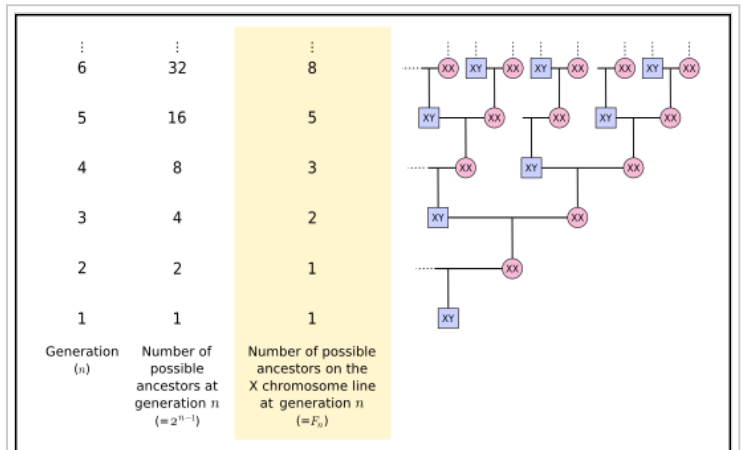 ⋮ ⋮ ⋮
6 32 8 XX XY XX XY XX XX XY XX
5 16 5 XY XX XX XY XX
4 8 3 XX XY XX
3 4 2 XY XX
2 2 1 XX
1 1 1 XY
Generation
(n)
Number of
possible
ancestors at
generation n
(=2ⁿ⁻¹)
Number of possible
ancestors on the
X chromosome line
at generation n
(=Fₙ)